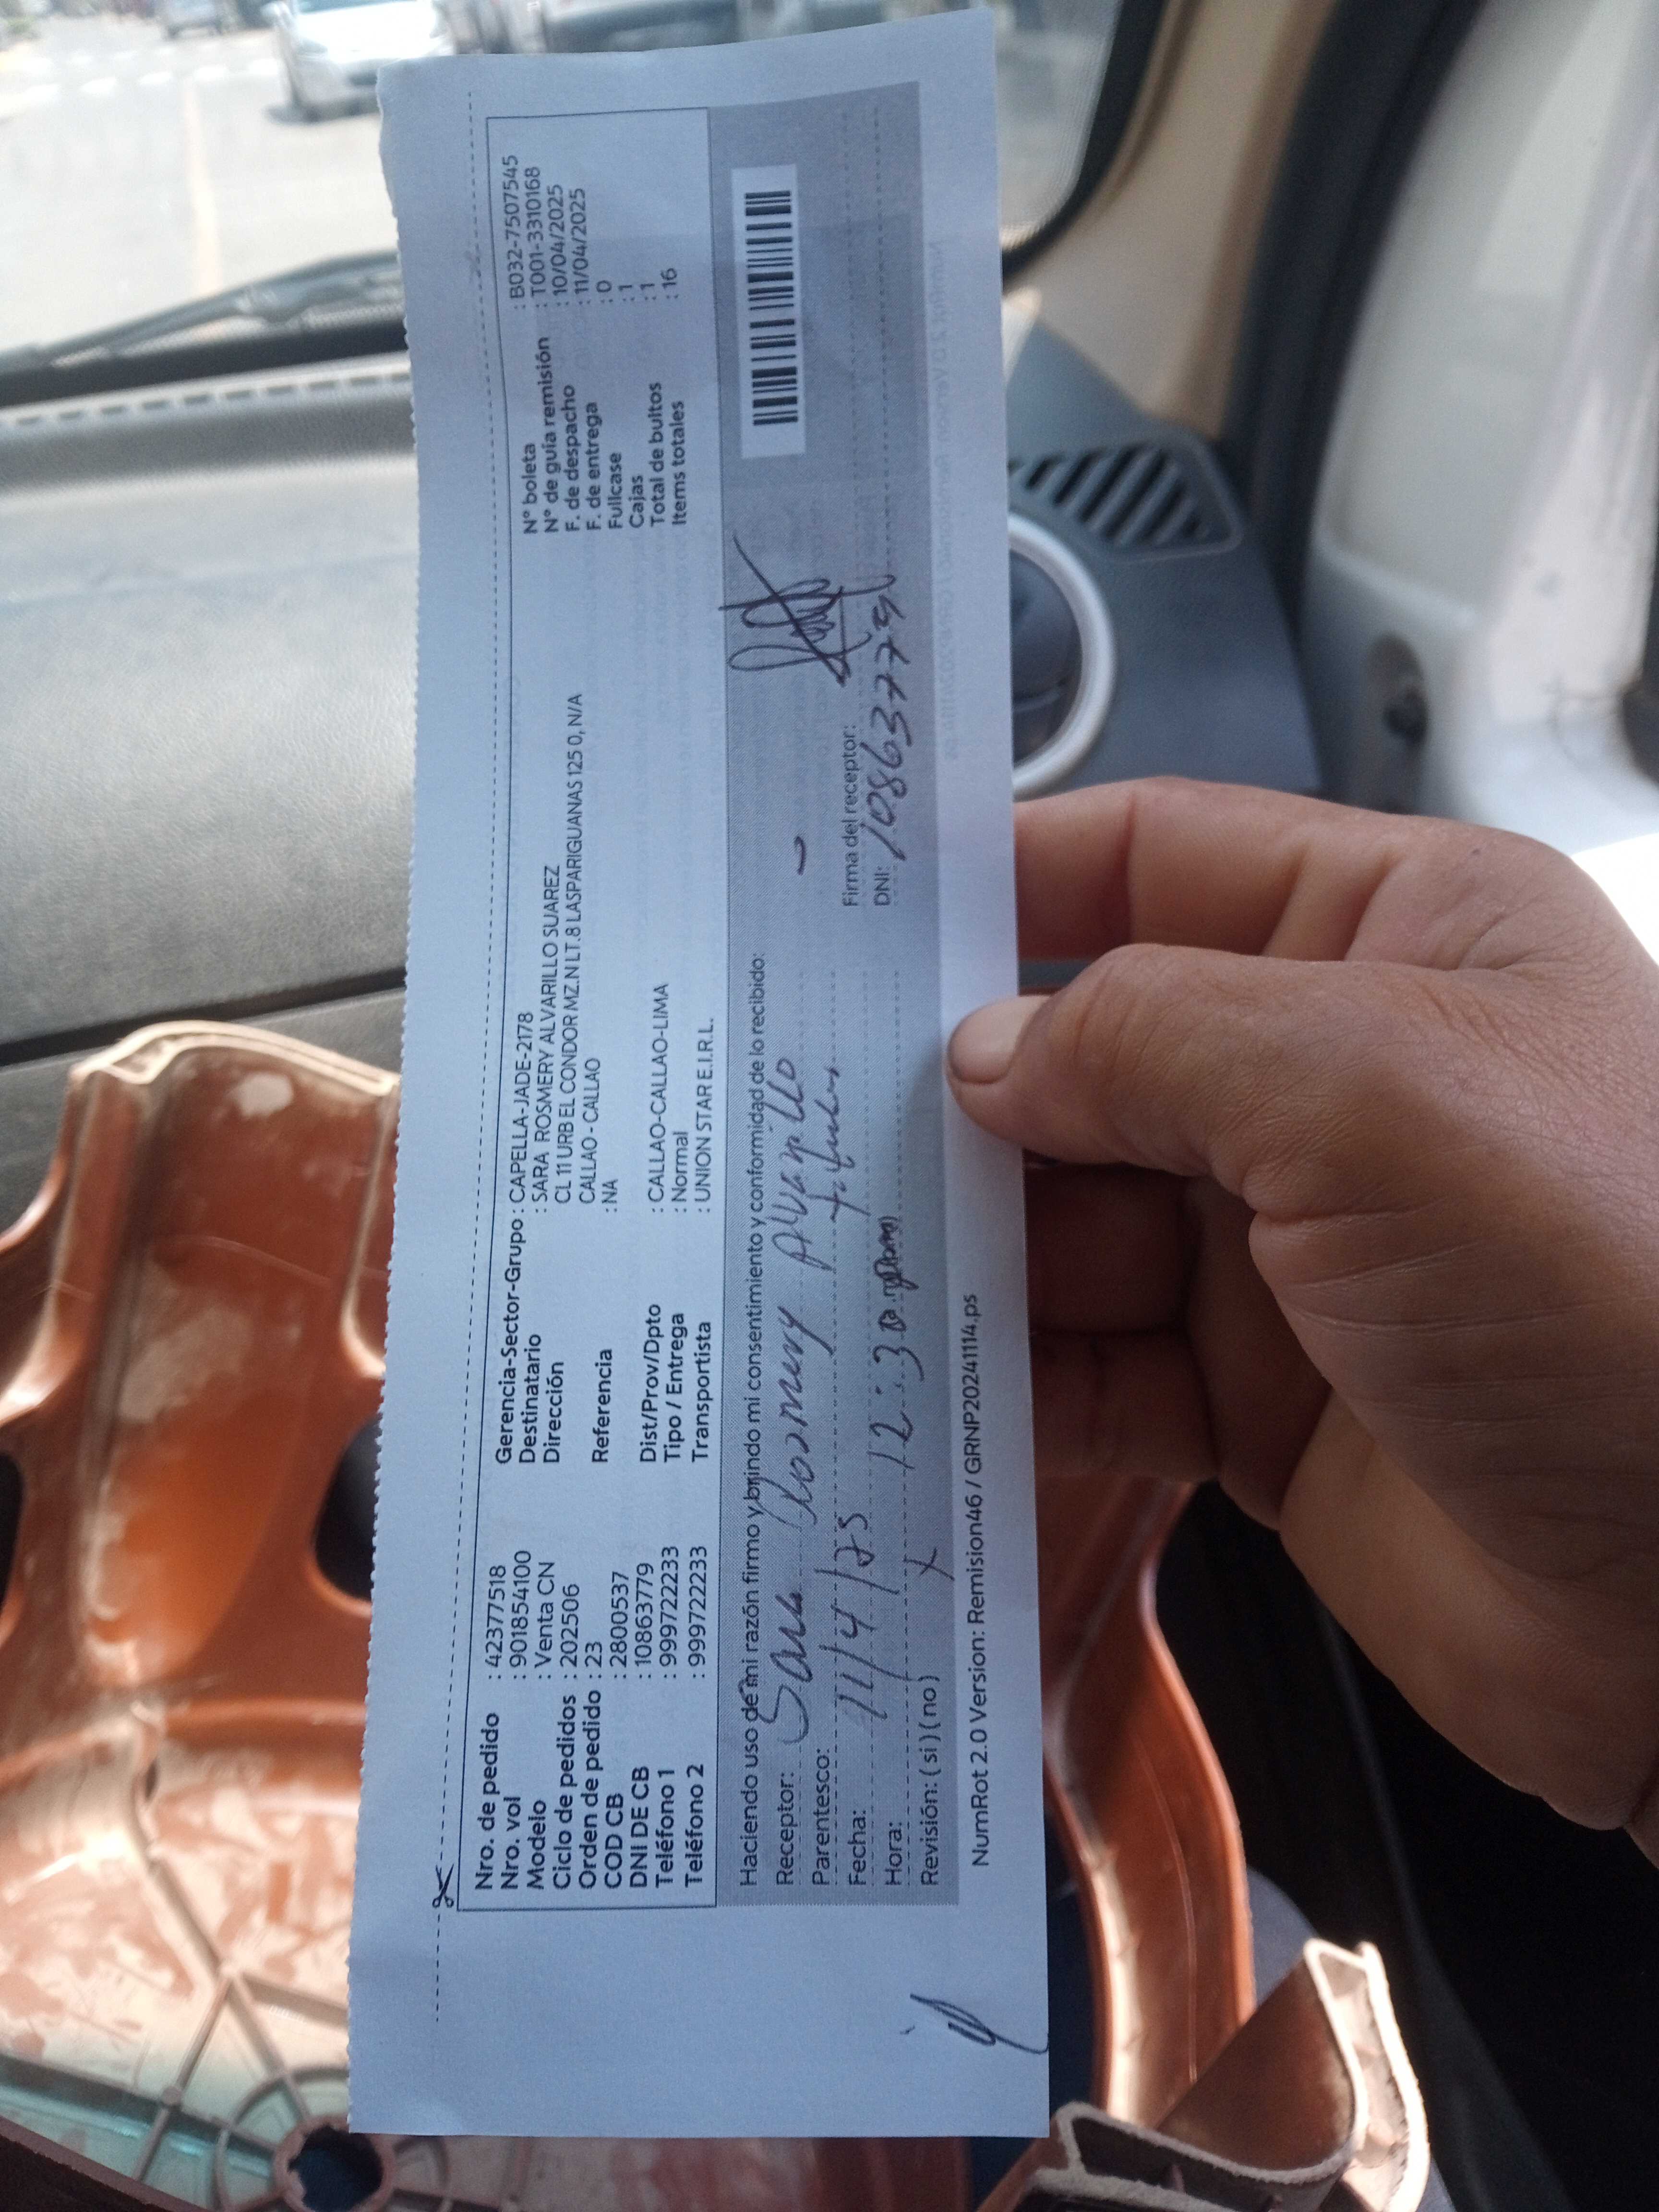 Nro. de pedido : 42377518
Nro. vol : 901854100
Modelo : Venta CN
Ciclo de pedidos : 202506
Orden de pedido : 23
COD CB : 2800537
DNI DE CB : 10863779
Teléfono 1 : 999722233
Teléfono 2 : 999722233
Gerencia-Sector-Grupo : CAPELLA-JADE-2178
Destinatario : SARA ROSMERY ALVARILLO SUAREZ
Dirección CL 11 URB EL CONDOR MZ.N LT.8 LASPARIGUANAS 125 0, N/A
CALLAO - CALLAO
Referencia : NA
Dist/Prov/Dpto : CALLAO-CALLAO-LIMA
Tipo / Entrega : Normal
Transportista : UNION STAR E.I.R.L.
N° boleta : B032-7507545
N° de guía remisión : T001-3310168
F. de despacho : 10/04/2025
F. de entrega : 11/04/2025
Fullcase : 0
Cajas : 1
Total de bultos : 1
Items totales : 16
Haciendo uso de mi razón firmo y brindo mi consentimiento y conformidad de lo recibido:
Receptor: Sara Rosmery Alvarillo
Parentesco:
Fecha: 11/4/25
Hora: 12:30
Revisión: ( si ) ( no ) X
Firma del receptor:
DNI: 10863779
NumRot 2.0 Version: Remision46 / GRNP20241114.ps